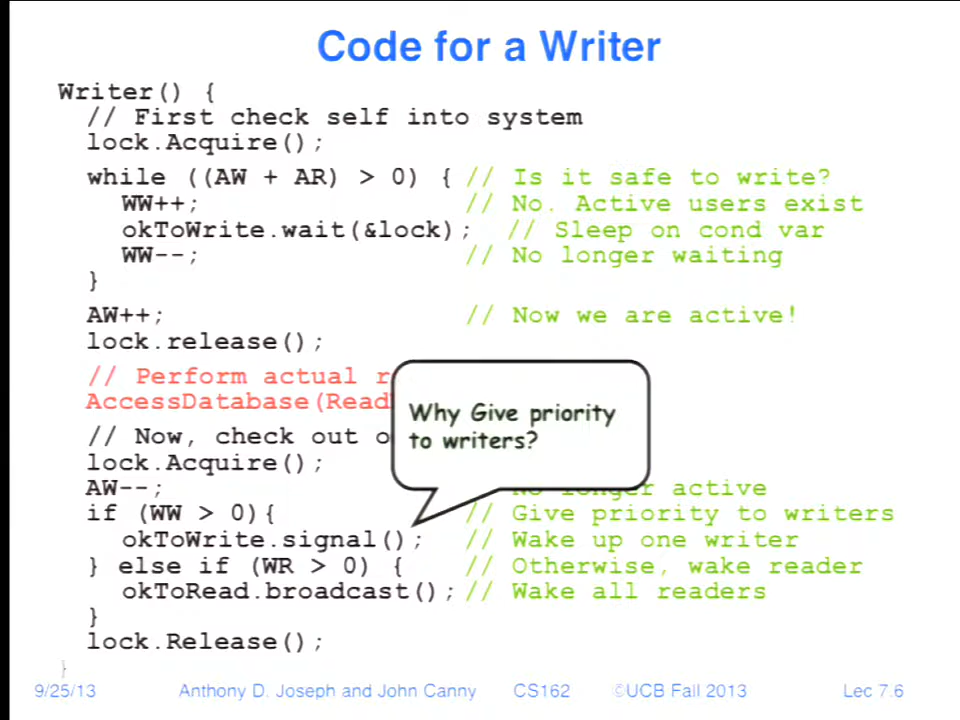 Code for a Writer
Writer() {
// First check self into system
lock.Acquire();
while ((AW + AR) > 0) { // Is it safe to write?
WW++; // No. Active users exist
okToWrite.wait(&lock); // Sleep on cond var
WW--; // No longer waiting
}
AW++; // Now we are active!
lock.release();
// Perform actual r
AccessDatabase(Read
Why Give priority
to writers?
// Now, check out o
lock.Acquire();
AW--; No longer active
if (WW > 0){ // Give priority to writers
okToWrite.signal(); // Wake up one writer
} else if (WR > 0) { // Otherwise, wake reader
okToRead.broadcast(); // Wake all readers
}
lock.Release();
}
9/25/13 Anthony D. Joseph and John Canny CS162 ©UCB Fall 2013 Lec 7.6